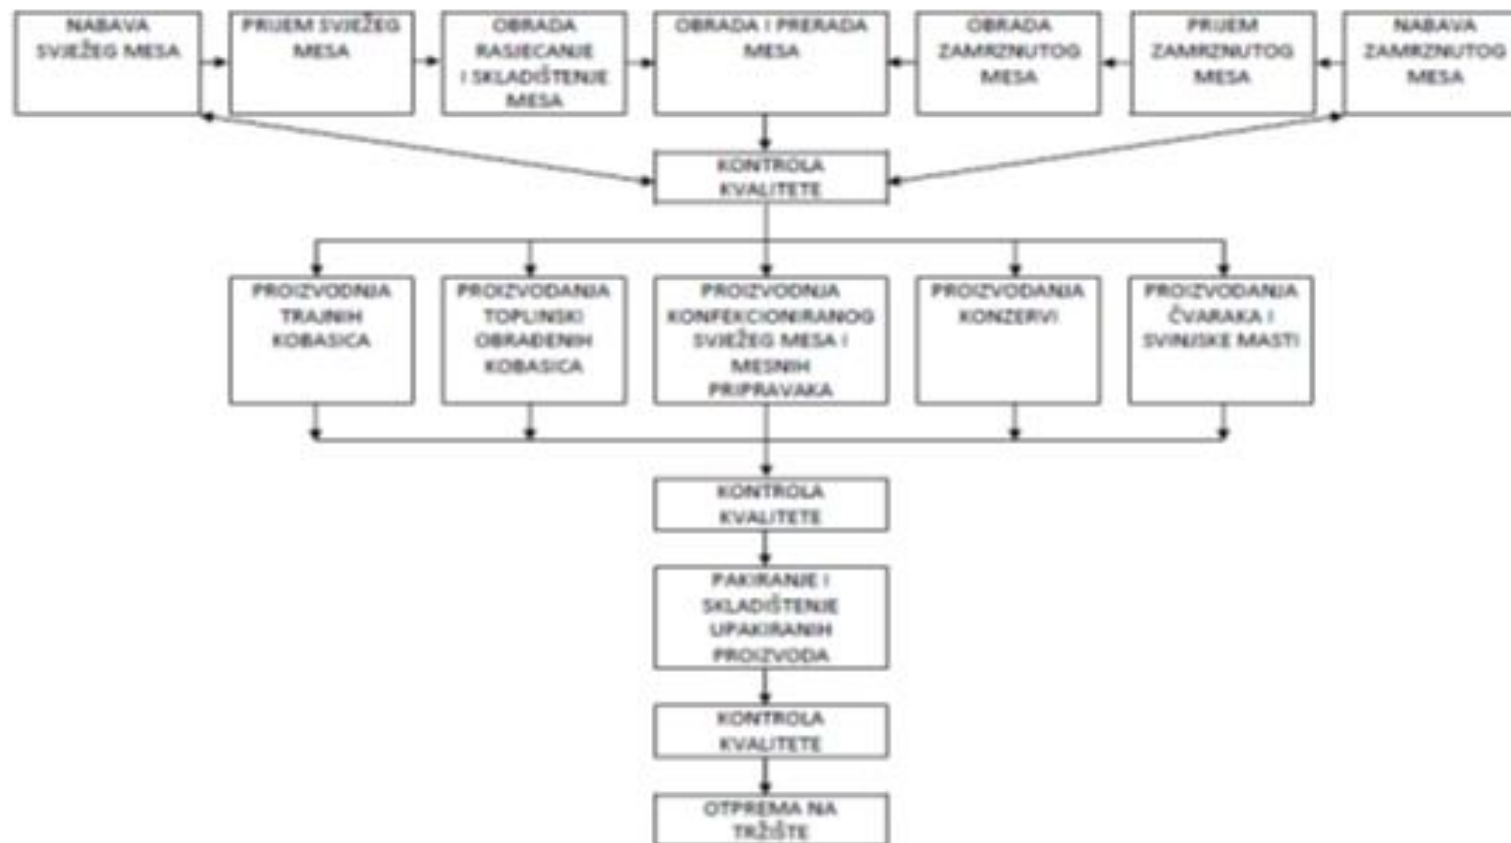 NABAVA
SVJEŽEG MESA
PRIJEM SVJEŽEG
MESA
OBRADA
RASJECANJE
I SKLADIŠTENJE
MESA
OBRADA I PRERADA
MESA
OBRADA
ZAMRZNUTOG
MESA
PRIJEM
ZAMRZNUTOG
MESA
NABAVA
ZAMRZNUTOG
MESA
KONTROLA
KVALITETE
PROIZVODNJA
TRAJNIH
KOBASICA
PROIZVODANJA
TOPLINSKI
OBRAĐENIH
KOBASICA
PROIZVODNJA
KONFEKCIONIRANOG
SVJEŽEG MESA I
MESNIH
PRIPRAVAKA
PROIZVODANJA
KONZERVI
PROIZVODANJA
ČVARAKA I
SVINJSKE MASTI
KONTROLA
KVALITETE
PAKIRANJE I
SKLADIŠTENJE
UPAKIRANIH
PROIZVODA
KONTROLA
KVALITETE
OTPREMA NA
TRŽIŠTE